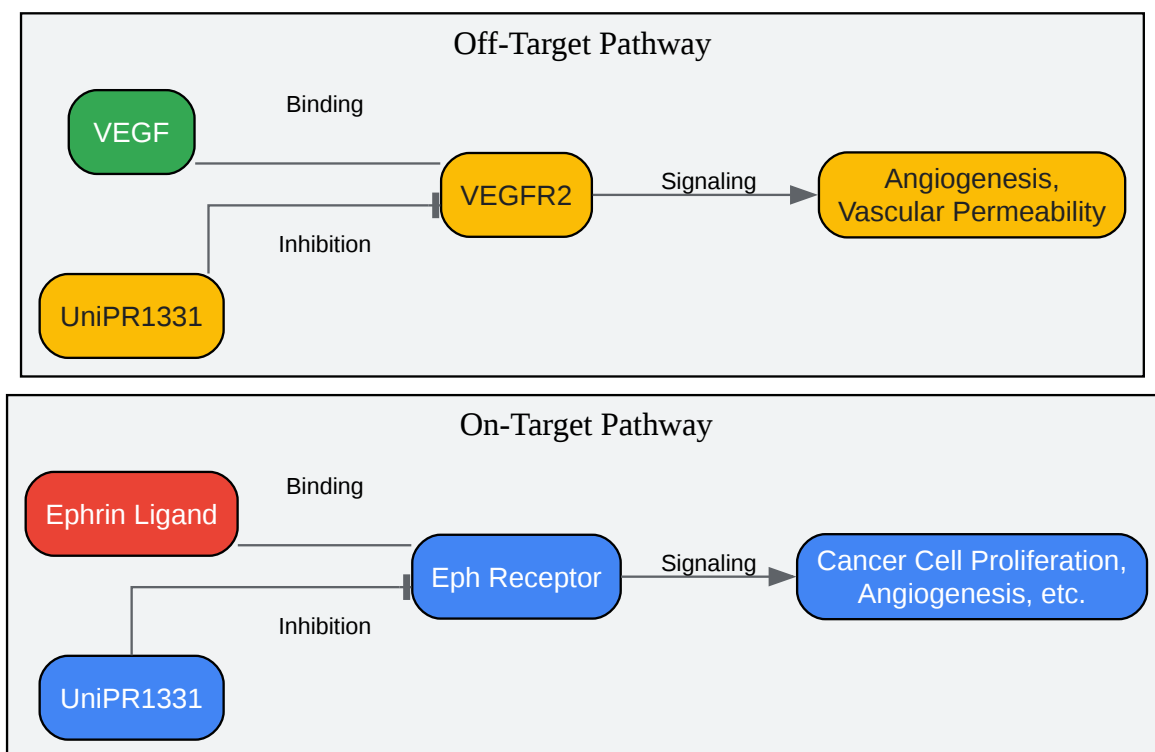 Off-Target Pathway
Binding
VEGF
VEGFR2
Signaling
Angiogenesis,
Vascular Permeability
Inhibition
UniPR1331
On-Target Pathway
Binding
Ephrin Ligand
Eph Receptor
Signaling
Cancer Cell Proliferation,
Angiogenesis, etc.
Inhibition
UniPR1331